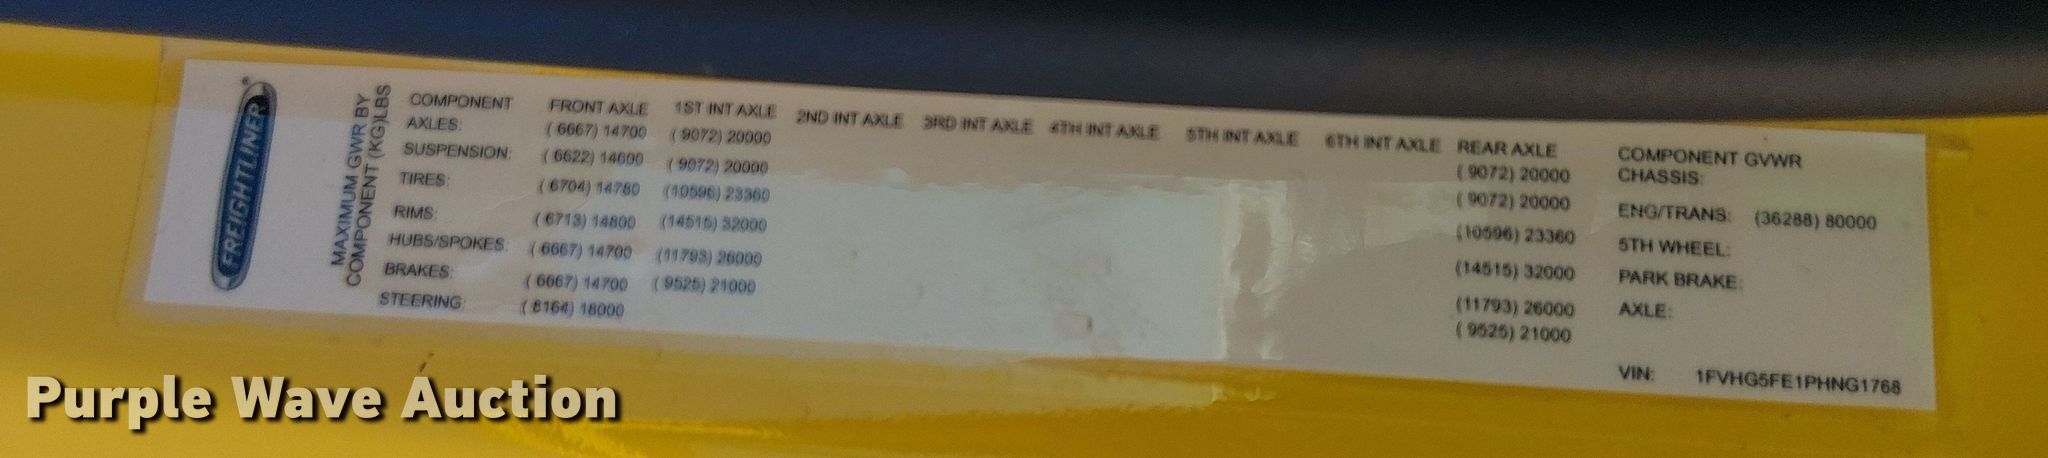 FREIGHTLINER
MAXIMUM GWR BY
COMPONENT (KG)LBS
COMPONENT FRONT AXLE 1ST INT AXLE 2ND INT AXLE 3RD INT AXLE 4TH INT AXLE 5TH INT AXLE 6TH INT AXLE REAR AXLE COMPONENT GVWR
AXLES: ( 6667) 14700 ( 9072) 20000 ( 9072) 20000 CHASSIS:
SUSPENSION: ( 6622) 14600 ( 9072) 20000 ( 9072) 20000 ENG/TRANS: (36288) 80000
TIRES: ( 6704) 14780 (10596) 23360 (10596) 23360 5TH WHEEL:
RIMS: ( 6713) 14800 (14515) 32000 (14515) 32000 PARK BRAKE:
HUBS/SPOKES: ( 6667) 14700 (11793) 26000 (11793) 26000 AXLE:
BRAKES: ( 6667) 14700 ( 9525) 21000 ( 9525) 21000
STEERING: ( 8164) 18000
VIN: 1FVHG5FE1PHNG1768
Purple Wave Auction